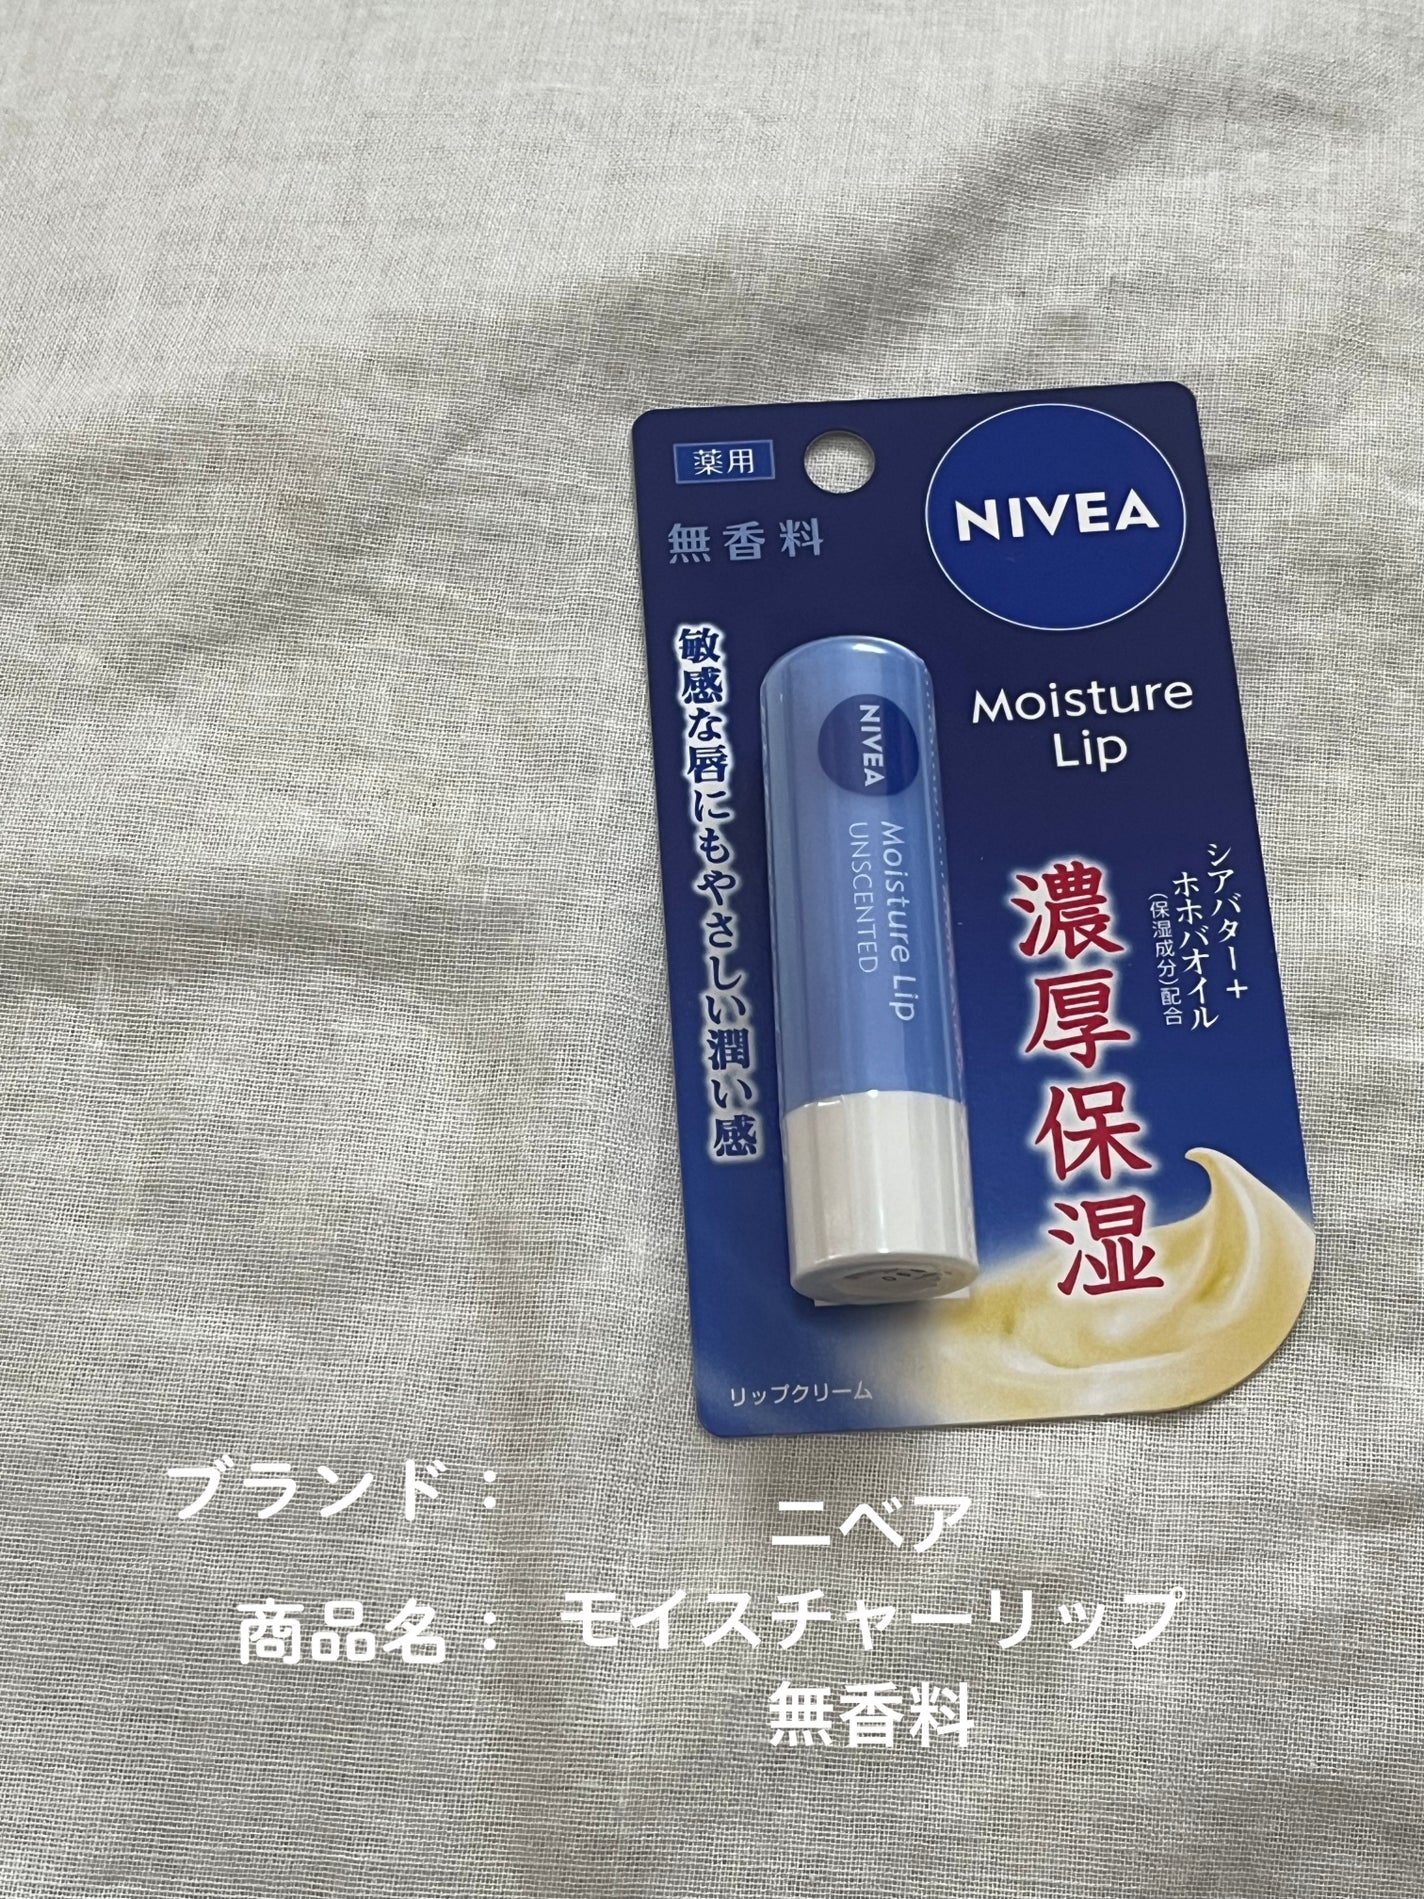 薬用
無香料
NIVEA
Moisture
Lip
敏感な唇にもやさしい潤い感
NIVEA
Moisture Lip
UNSCENTED
シアバター+
ホホバオイル
(保湿成分)配合
濃厚保湿
リップクリーム
ブランド：
ニベア
商品名：
モイスチャーリップ
無香料